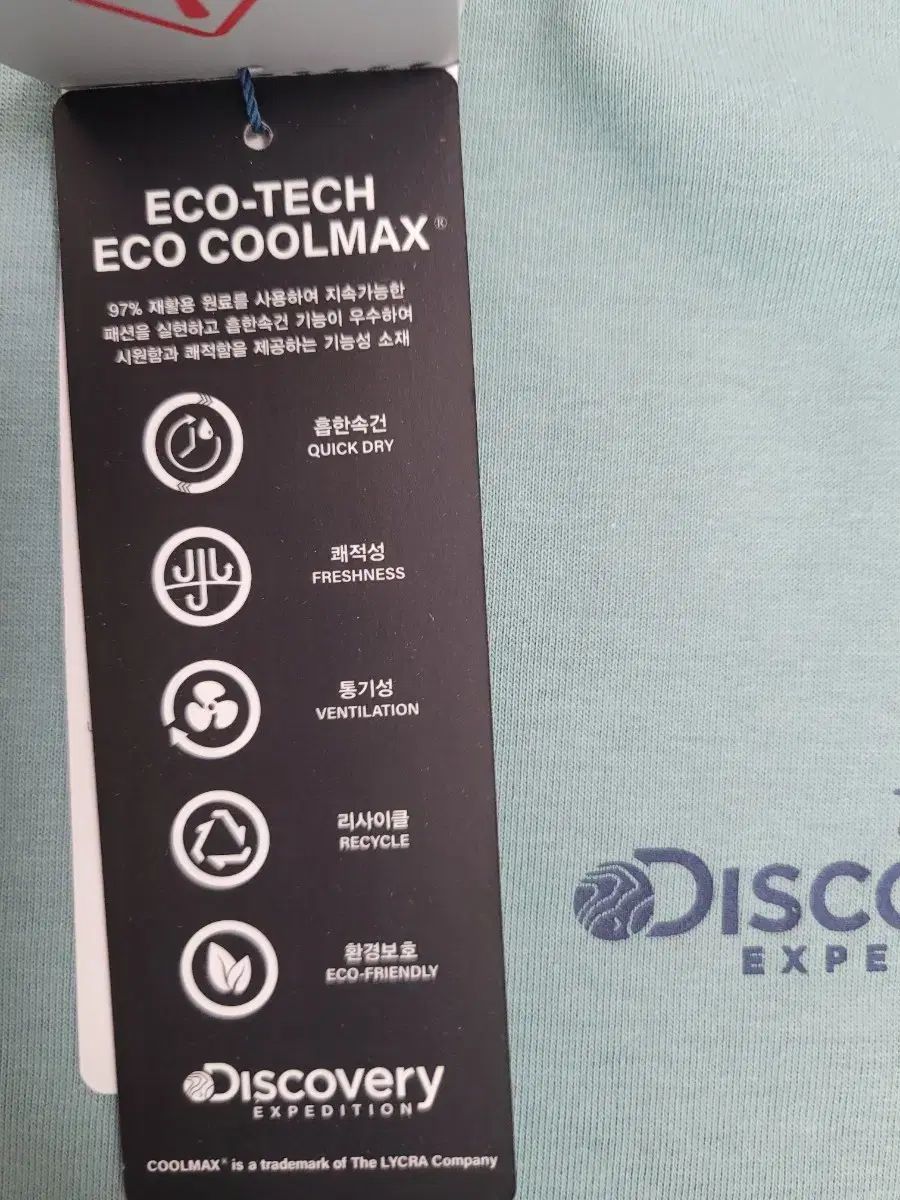 ECO-TECH
ECO COOLMAX®
97% 재활용 원료를 사용하여 지속가능한
패션을 실현하고 흡한속건 기능이 우수하여
시원함과 쾌적함을 제공하는 기능성 소재
흡한속건
QUICK DRY
쾌적성
FRESHNESS
통기성
VENTILATION
리사이클
RECYCLE
환경보호
ECO-FRIENDLY
DISCOVERY
EXPEDITION
COOLMAX® is a trademark of The LYCRA Company
DISCO
EXPE